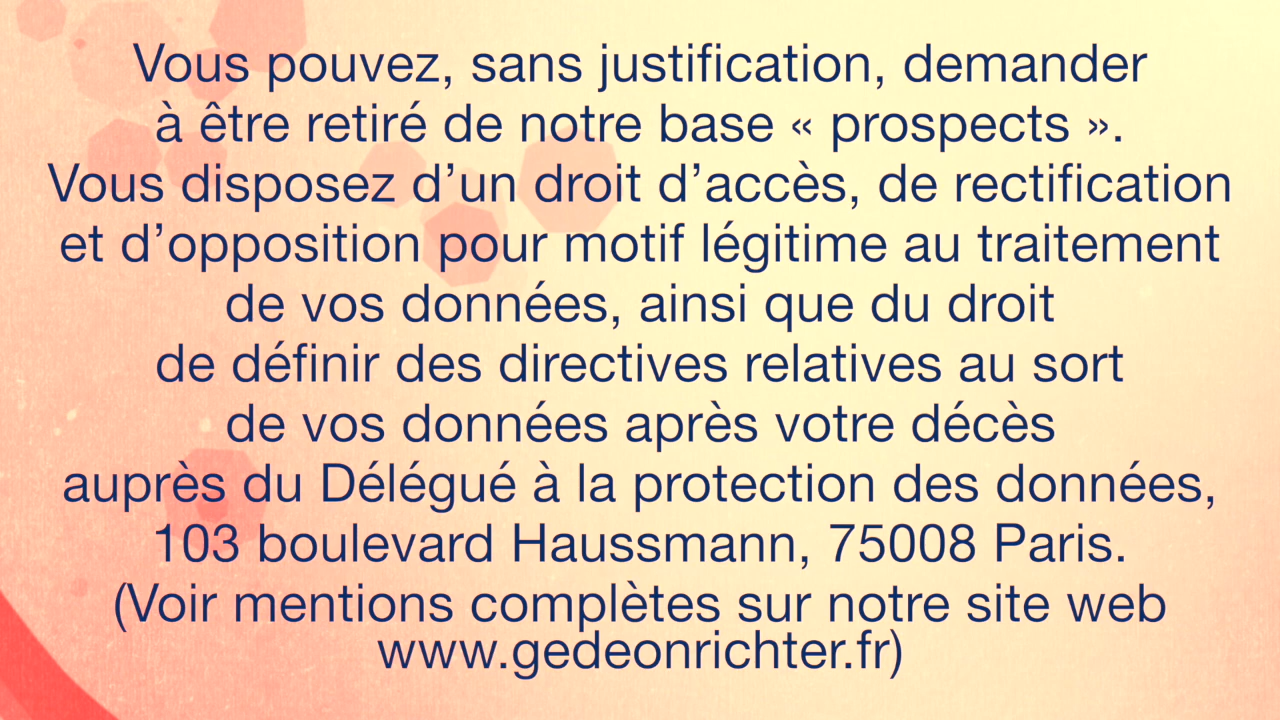 Vous pouvez, sans justification, demander
à être retiré de notre base « prospects ».
Vous disposez d’un droit d’accès, de rectification
et d’opposition pour motif légitime au traitement
de vos données, ainsi que du droit
de définir des directives relatives au sort
de vos données après votre décès
auprès du Délégué à la protection des données,
103 boulevard Haussmann, 75008 Paris.
(Voir mentions complètes sur notre site web
www.gedeonrichter.fr)